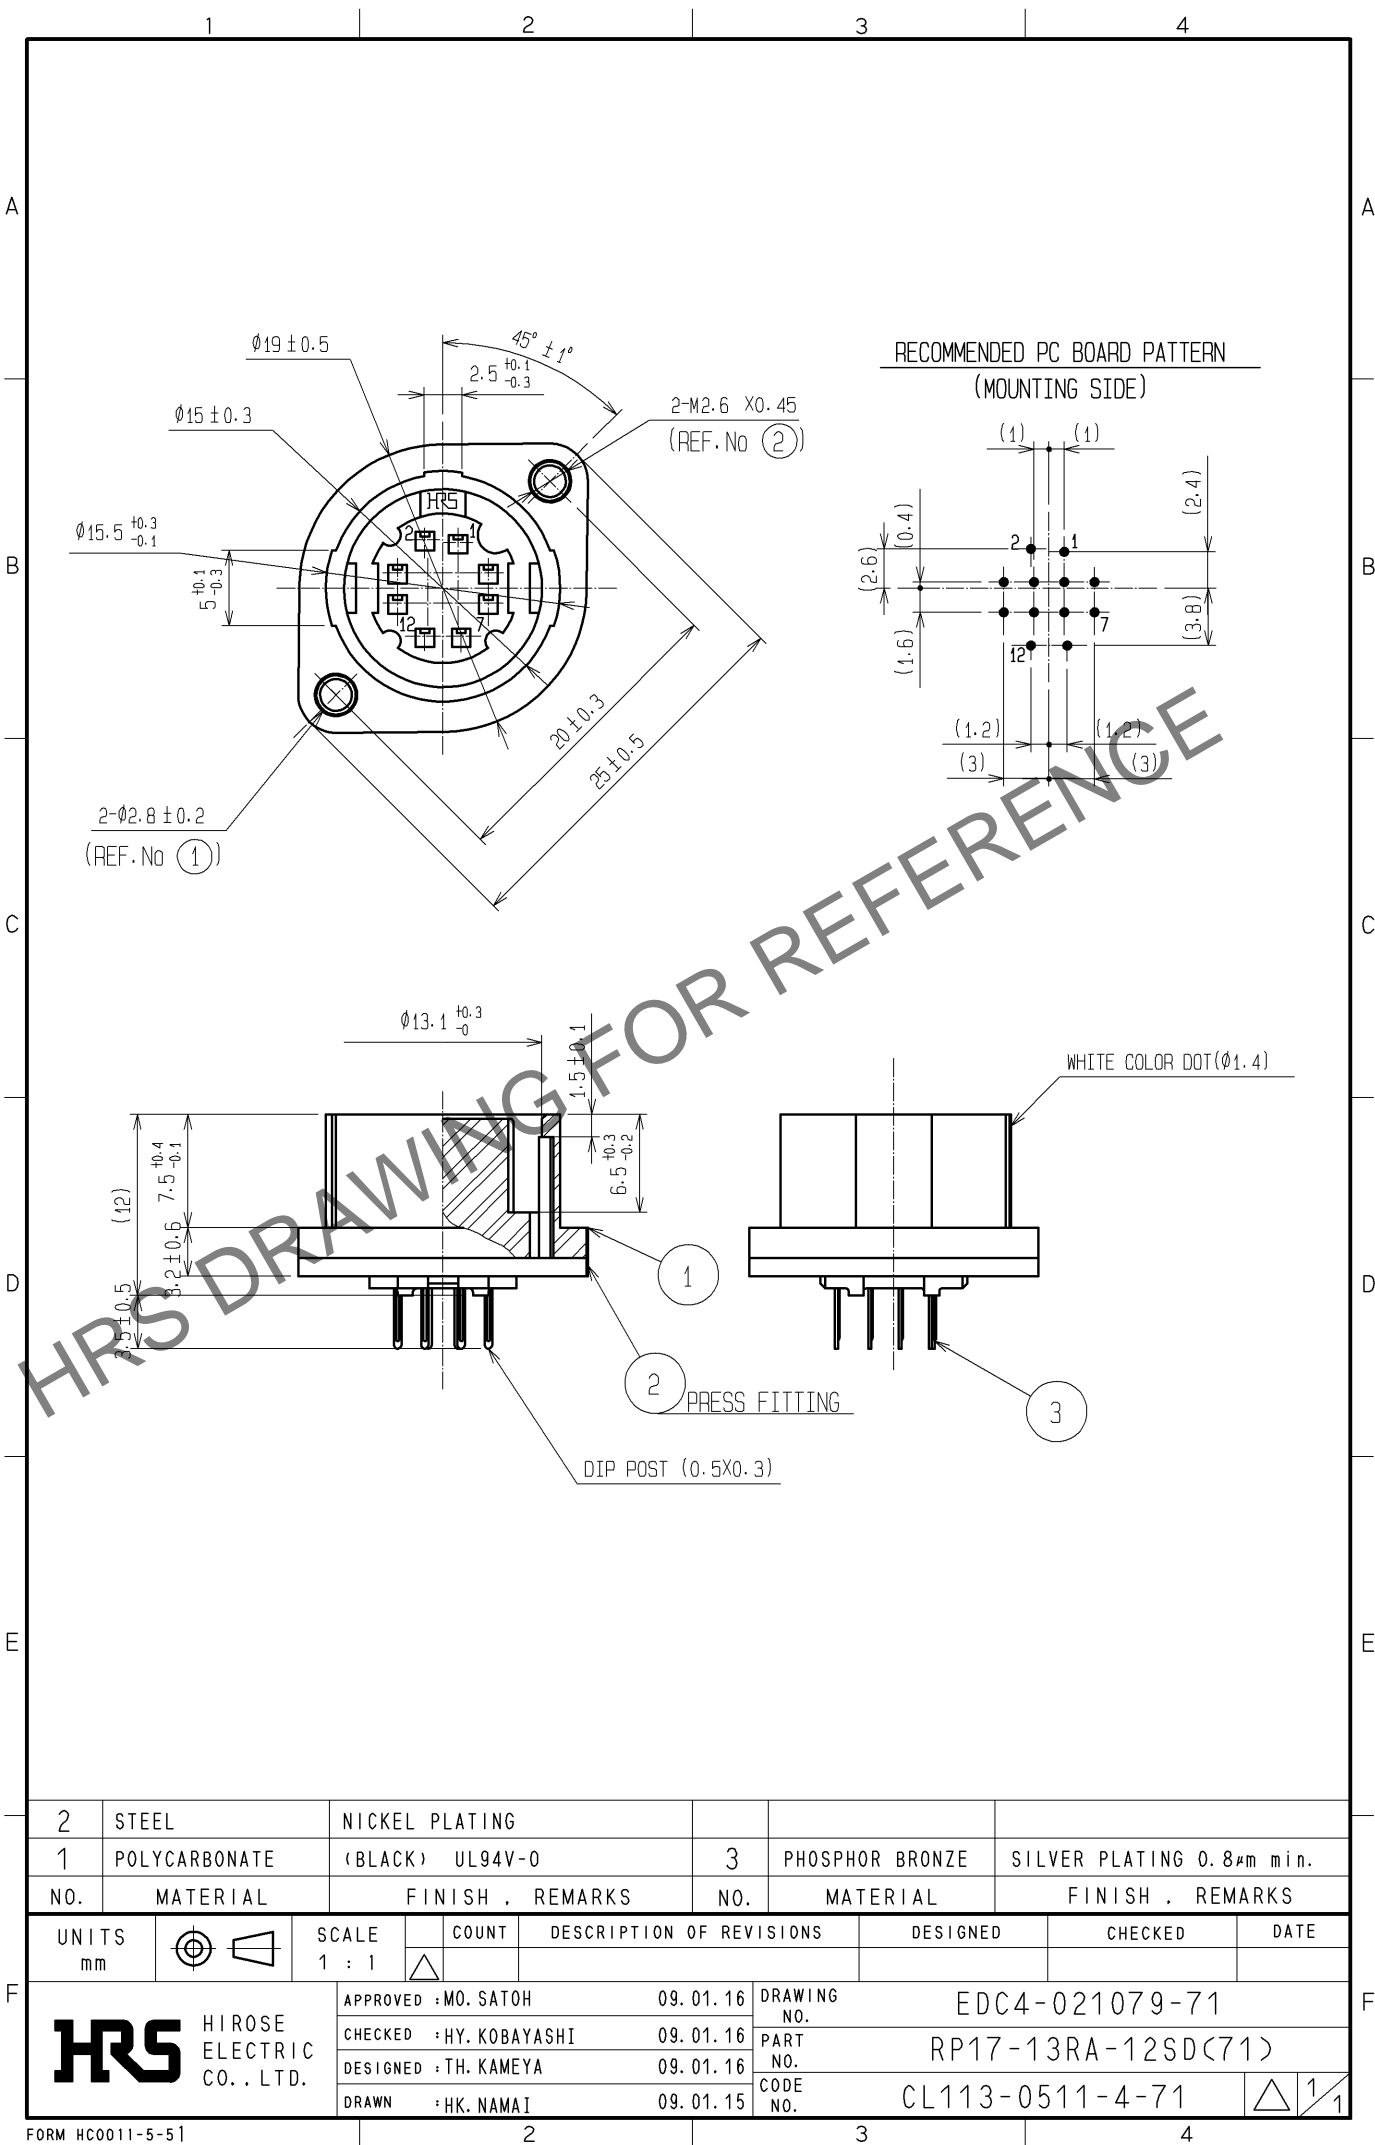 1 2 3 4
A A
Ø19±0.5
45°±1°
2.5 +0.1 -0.3
RECOMMENDED PC BOARD PATTERN
(MOUNTING SIDE)
Ø15±0.3
2-M2.6 X0.45
(REF.No 2)
(1) (1)
HRS
(2.4)
Ø15.5 +0.3 -0.1
(0.4)
2 1
2 1
B B
(2.6)
5 +0.1 -0.3
12 7
(3.8)
7
(1.6)
12
20±0.3
25±0.5
(1.2) (1.2)
(3) (3)
2-Ø2.8±0.2
(REF.No 1)
C C
HRS DRAWING FOR REFERENCE
Ø13.1 +0.3 -0
1.5±0.1
WHITE COLOR DOT(Ø1.4)
7.5 +0.4 -0.1
6.5 +0.3 -0.2
(12)
3.2±0.6
1
D D
3.5±0.5
2
PRESS FITTING
3
DIP POST (0.5X0.3)
E E
2 STEEL NICKEL PLATING
1 POLYCARBONATE (BLACK) UL94V-0 3 PHOSPHOR BRONZE SILVER PLATING 0.8μm min.
NO. MATERIAL FINISH , REMARKS NO. MATERIAL FINISH , REMARKS
UNITS
mm
SCALE
1 : 1
COUNT DESCRIPTION OF REVISIONS DESIGNED CHECKED DATE
F F
HRS
HIROSE
ELECTRIC
CO.,LTD.
APPROVED :MO.SATOH 09.01.16
CHECKED :HY.KOBAYASHI 09.01.16
DESIGNED :TH.KAMEYA 09.01.16
DRAWN :HK.NAMAI 09.01.15
DRAWING NO. EDC4-021079-71
PART NO. RP17-13RA-12SD(71)
CODE NO. CL113-0511-4-71
1/1
FORM HC0011-5-5
1 2 3 4